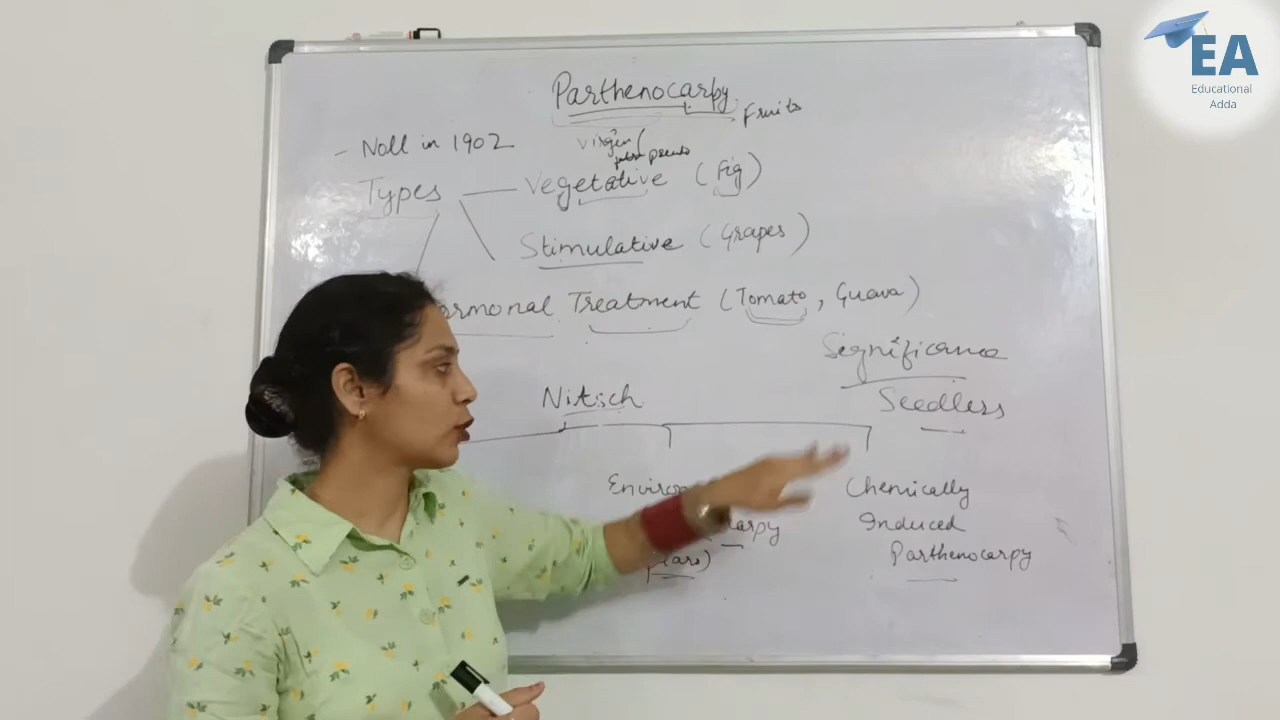 Parthenocarpy
Fruits
Virgin
- Noll in 1902
pseudo
Types
Vegetative (Fig)
Stimulative (Grapes)
Treatment (Tomato, Guava)
Significance
Seedless
Nitsch
Chemically
Induced
Parthenocarpy
EA
Educational
Adda